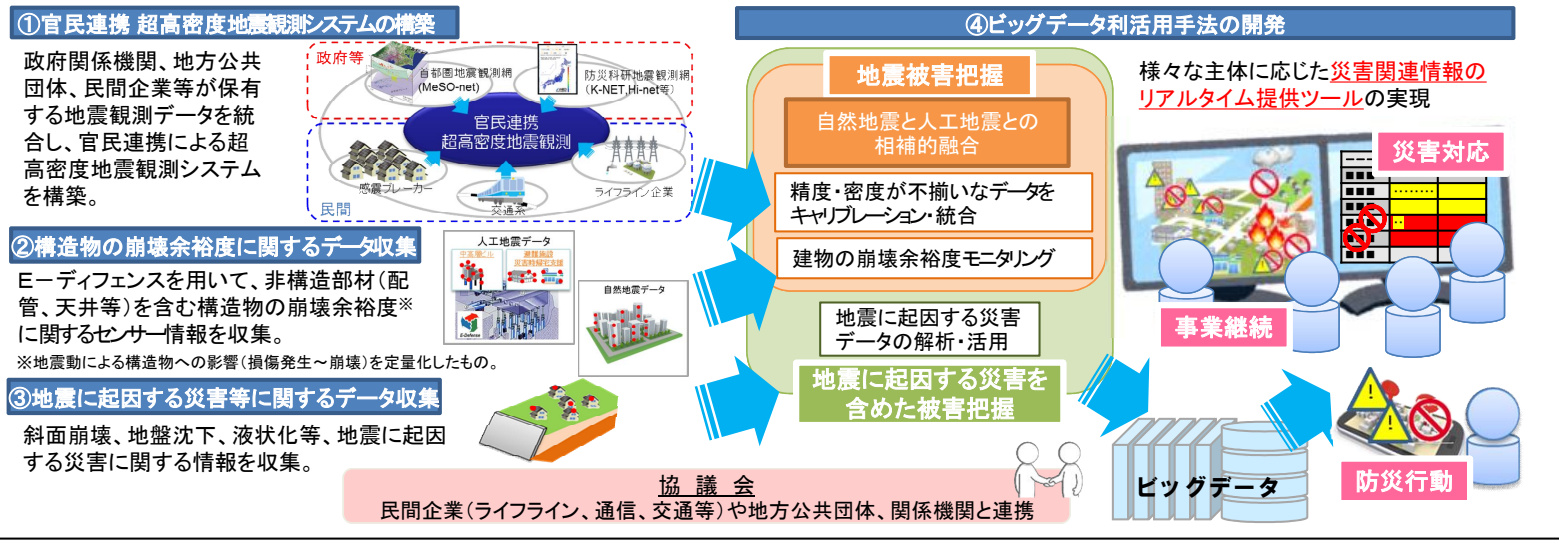 ①官民連携 超高密度地震観測システムの構築
政府関係機関、地方公共
団体、民間企業等が保有
する地震観測データを統
合し、官民連携による超
高密度地震観測システム
を構築。
政府等
首都圏地震観測網
(MeSO-net)
防災科研地震観測網
(K-NET,Hi-net等)
官民連携
超高密度地震観測
感震ブレーカー
交通系
ライフライン企業
民間
②構造物の崩壊余裕度に関するデータ収集
E－ディフェンスを用いて、非構造部材（配
管、天井等）を含む構造物の崩壊余裕度※
に関するセンサー情報を収集。
※地震動による構造物への影響（損傷発生～崩壊）を定量化したもの。
人工地震データ
中高層ビル
避難施設
災害時帰宅支援
E-Defense
自然地震データ
③地震に起因する災害等に関するデータ収集
斜面崩壊、地盤沈下、液状化等、地震に起因
する災害に関する情報を収集。
協 議 会
民間企業（ライフライン、通信、交通等）や地方公共団体、関係機関と連携
④ビッグデータ利活用手法の開発
地震被害把握
自然地震と人工地震との
相補的融合
精度・密度が不揃いなデータを
キャリブレーション・統合
建物の崩壊余裕度モニタリング
地震に起因する災害
データの解析・活用
地震に起因する災害を
含めた被害把握
様々な主体に応じた災害関連情報の
リアルタイム提供ツールの実現
災害対応
事業継続
ビッグデータ
防災行動